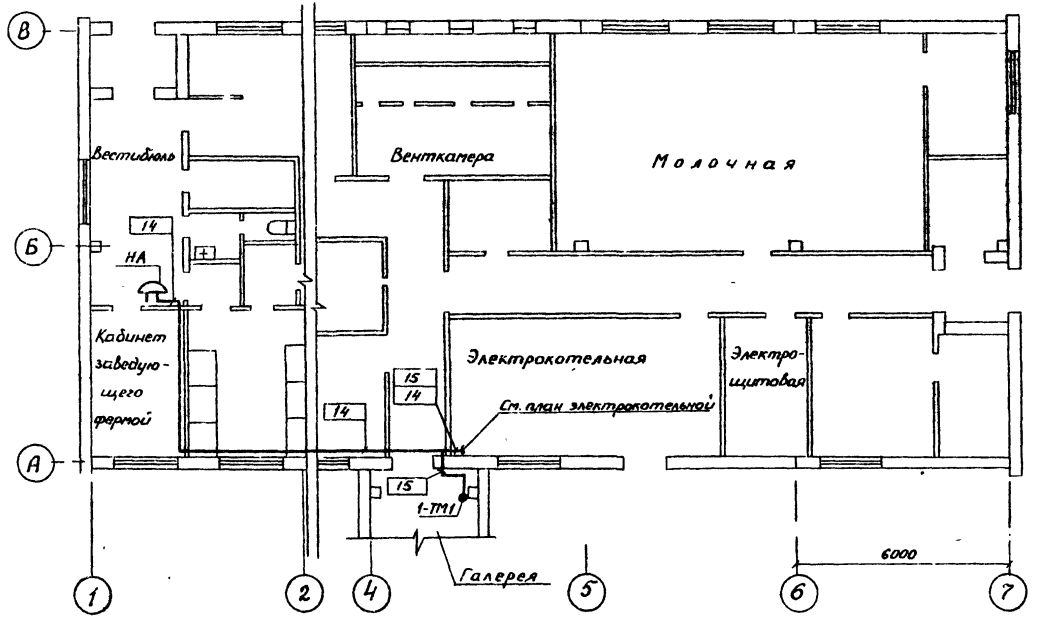 В
Вестибюль
Венткамера
Молочная
14
Б
НА
Кабинет
заведую-
щего
фермой
Электрокотельная
Электро-
щитовая
15
14
14
См. план электрокотельной
А
15
1-ТМ1
6000
Галерея
1
2
4
5
6
7